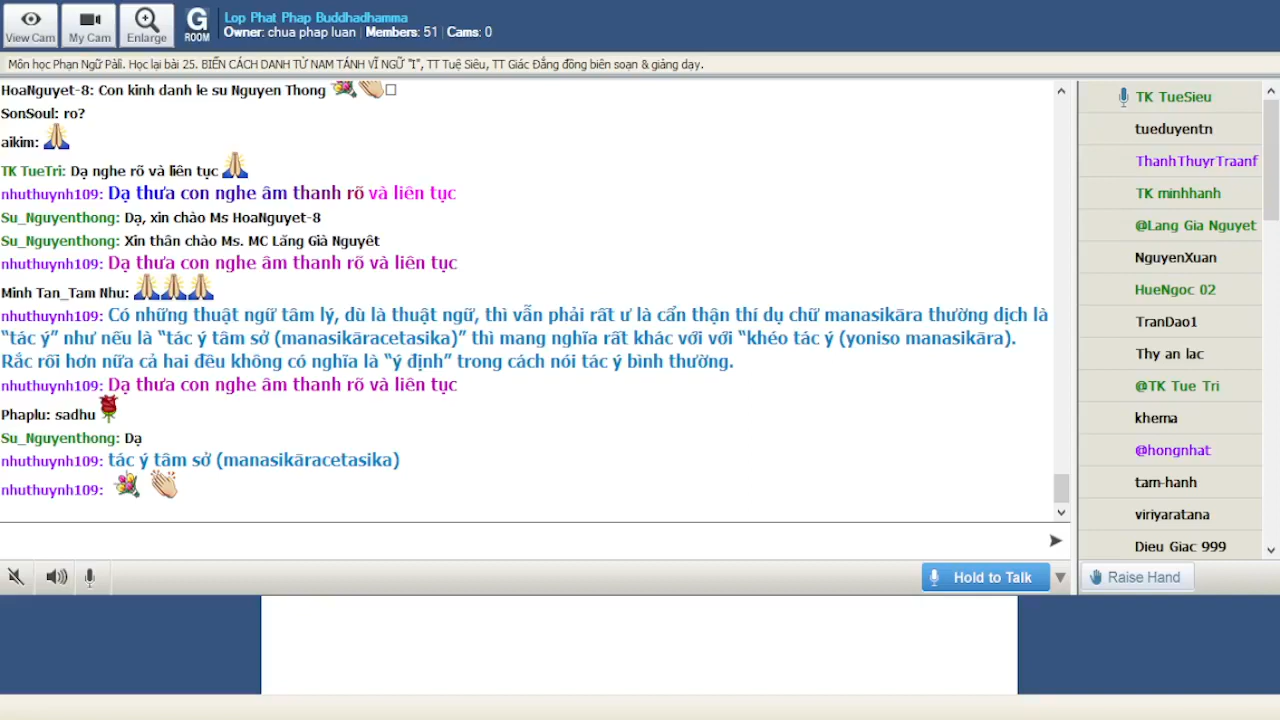 View Cam
My Cam
Enlarge
G
ROOM
Lop Phat Phap Buddhadhamma
Owner: chua phap luan | Members: 51 | Cams: 0
Môn học Phạn Ngữ Pàli. Học lại bài 25. BIẾN CÁCH DANH TỪ NAM TÁNH VĨ NGỮ "I", TT Tuệ Siêu, TT Giác Đẳng đồng biên soạn & giảng dạy.
HoaNguyet-8: Con kinh danh le su Nguyen Thong
SonSoul: ro?
aikim:
TK TueTri: Dạ nghe rõ và liên tục
nhuthuynh109: Dạ thưa con nghe âm thanh rõ và liên tục
Su_Nguyenthong: Dạ, xin chào Ms HoaNguyet-8
Su_Nguyenthong: Xin thân chào Ms. MC Lăng Già Nguyêt
nhuthuynh109: Dạ thưa con nghe âm thanh rõ và liên tục
Minh Tan_Tam Nhu:
nhuthuynh109: Có những thuật ngữ tâm lý, dù là thuật ngữ, thì vẫn phải rất ư là cẩn thận thí dụ chữ manasikāra thường dịch là
“tác ý” như nếu là “tác ý tâm sở (manasikāracetasika)” thì mang nghĩa rất khác với với “khéo tác ý (yoniso manasikāra).
Rắc rối hơn nữa cả hai đều không có nghĩa là “ý định” trong cách nói tác ý bình thường.
nhuthuynh109: Dạ thưa con nghe âm thanh rõ và liên tục
Phaplu: sadhu
Su_Nguyenthong: Dạ
nhuthuynh109: tác ý tâm sở (manasikāracetasika)
nhuthuynh109:
TK TueSieu
tueduyentn
ThanhThuyrTraanf
TK minhhanh
@Lang Gia Nguyet
NguyenXuan
HueNgoc 02
TranDao1
Thy an lac
@TK Tue Tri
khema
@hongnhat
tam-hanh
viriyaratana
Dieu Giac 999
Hold to Talk
Raise Hand